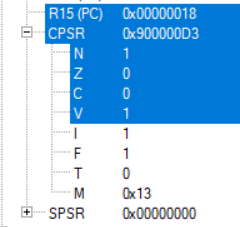 R15 (PC) 0x00000018
CPSR 0x900000D3
N 1
Z 0
C 0
V 1
I 1
F 1
T 0
M 0x13
SPSR 0x00000000